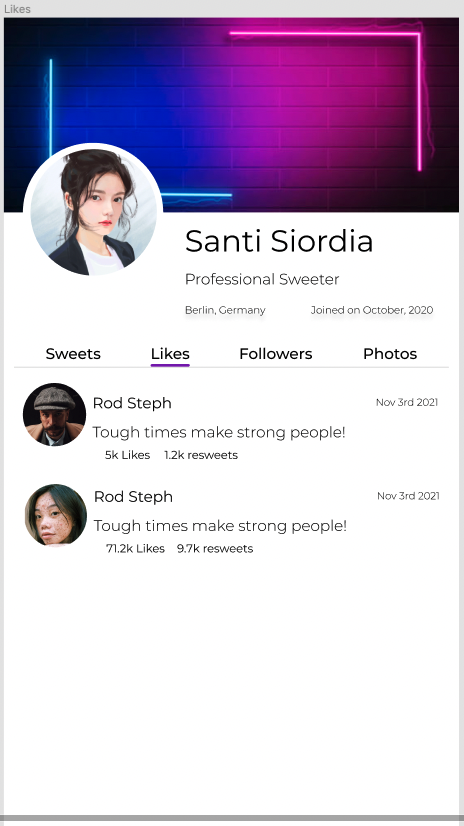 Likes
Santi Siordia
Professional Sweeter
Berlin, Germany Joined on October, 2020
Sweets Likes Followers Photos
Rod Steph Nov 3rd 2021
Tough times make strong people!
5k Likes 1.2k resweets
Rod Steph Nov 3rd 2021
Tough times make strong people!
71.2k Likes 9.7k resweets